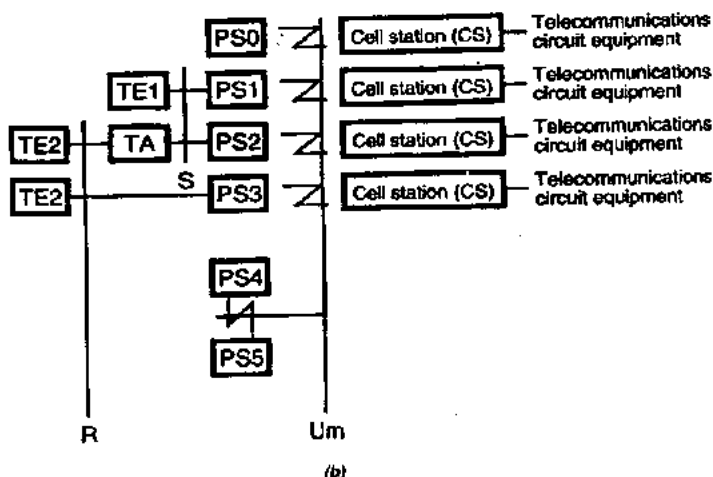 PS0
Cell station (CS)
Telecommunications
circuit equipment
TE1
PS1
Cell station (CS)
Telecommunications
circuit equipment
TE2
TA
PS2
Cell station (CS)
Telecommunications
circuit equipment
S
TE2
PS3
Cell station (CS)
Telecommunications
circuit equipment
PS4
PS5
R
Um
(b)